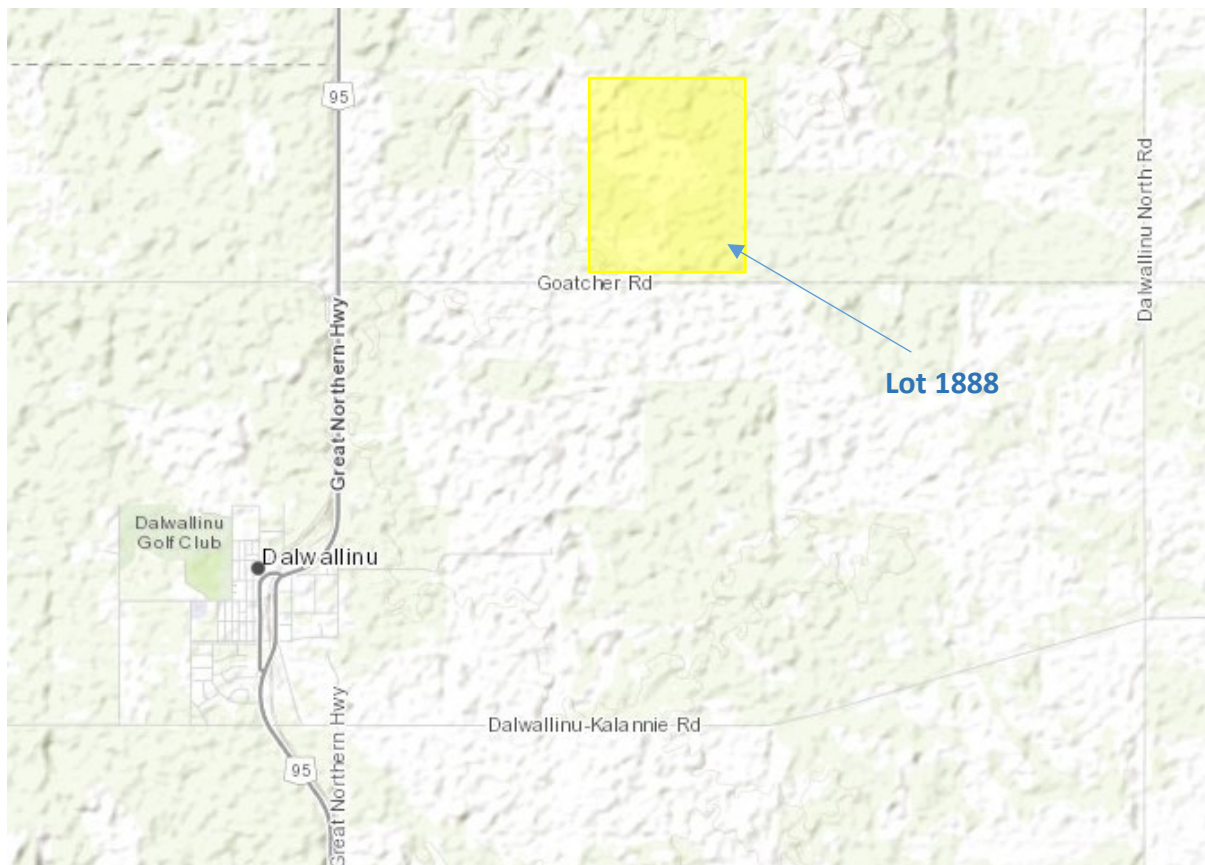 95
Dalwallinu North Rd
Goatcher Rd
Great Northern Hwy
Lot 1888
Dalwallinu
Golf Club
Dalwallinu
Dalwallinu-Kalannie Rd
95
Great Northern Hwy